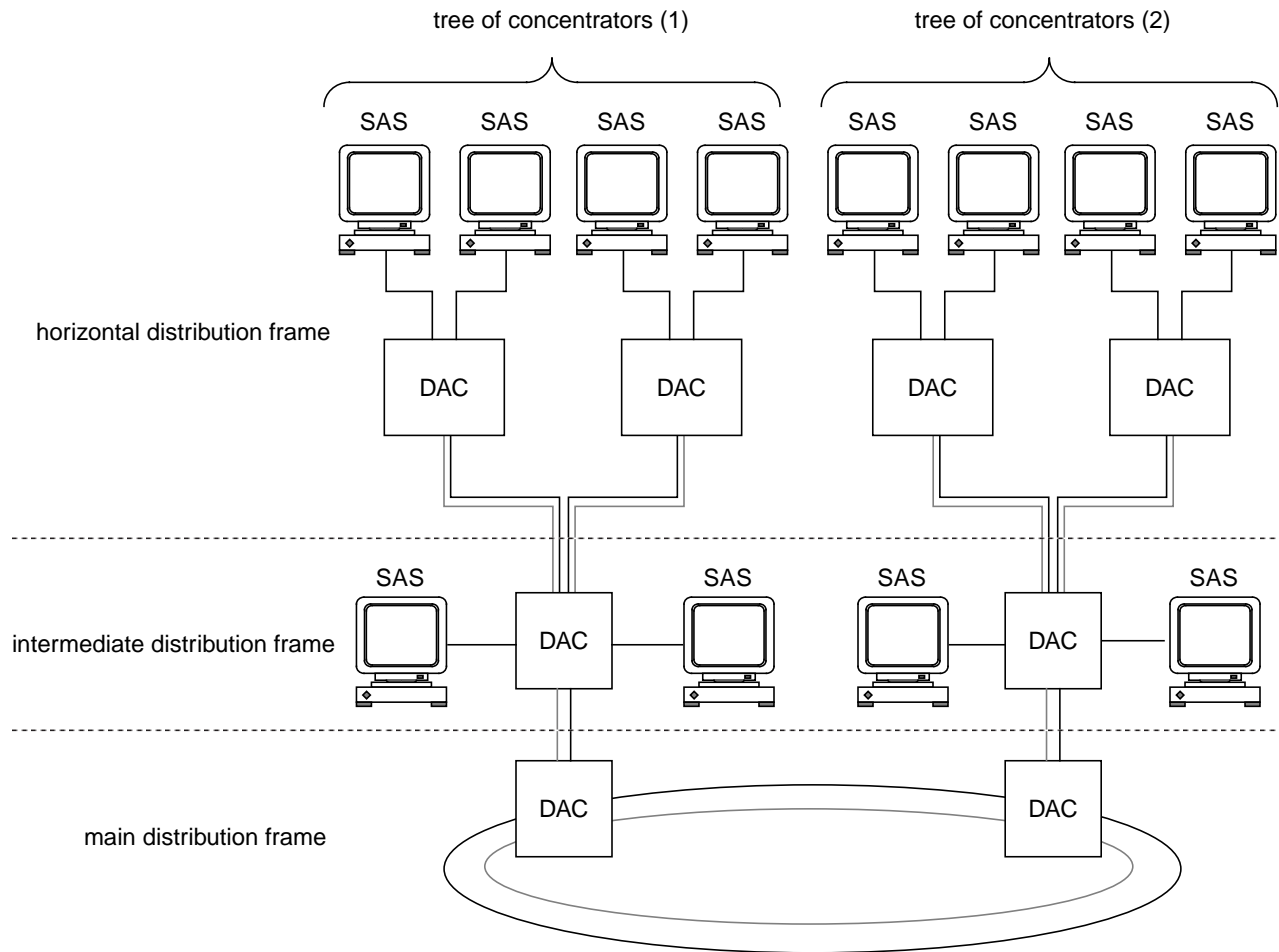 tree of concentrators (1) tree of concentrators (2)
SAS SAS SAS SAS SAS SAS SAS SAS
horizontal distribution frame
DAC DAC DAC DAC
SAS SAS SAS SAS
intermediate distribution frame
DAC DAC
main distribution frame
DAC DAC